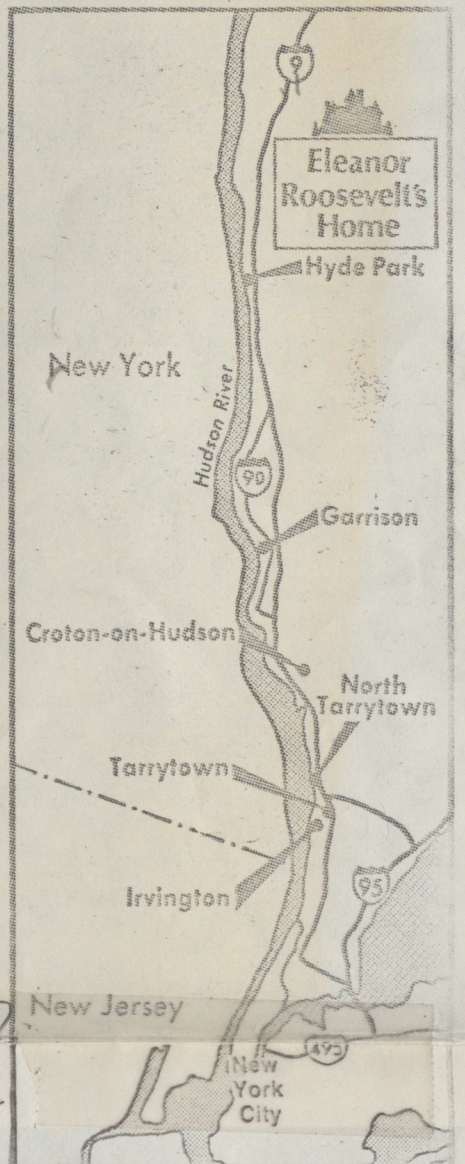 9
Eleanor
Roosevelt's
Home
Hyde Park
New York
Hudson River
90
Garrison
Croton-on-Hudson
North
Tarrytown
Tarrytown
95
Irvington
New Jersey
495
New
York
City